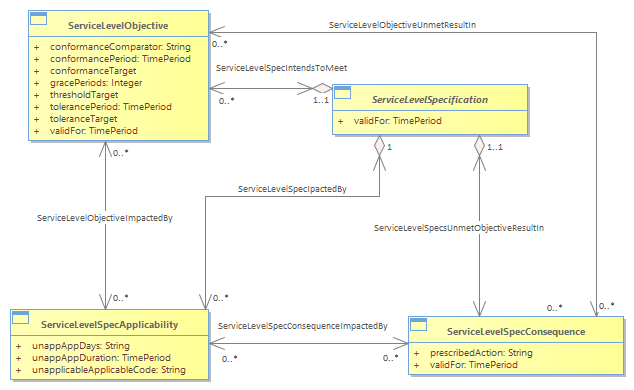 ServiceLevelObjective
+ conformanceComparator: String
+ conformancePeriod: TimePeriod
+ conformanceTarget
+ gracePeriods: Integer
+ thresholdTarget
+ tolerancePeriod: TimePeriod
+ toleranceTarget
+ validFor: TimePeriod
ServiceLevelObjectiveUnmetResultIn
0..*
ServiceLevelSpecIntendsToMeet
0..*
1..1
ServiceLevelSpecification
+ validFor: TimePeriod
1
1..1
0..*
ServiceLevelSpecIpactedBy
ServiceLevelObjectiveImpactedBy
ServiceLevelSpecsUnmetObjectiveResultIn
0..*
0..*
0..*
0..*
ServiceLevelSpecApplicability
+ unappAppDays: String
+ unappAppDuration: TimePeriod
+ unapplicableApplicableCode: String
ServiceLevelSpecConsequenceImpactedBy
0..*
0..*
ServiceLevelSpecConsequence
+ prescribedAction: String
+ validFor: TimePeriod